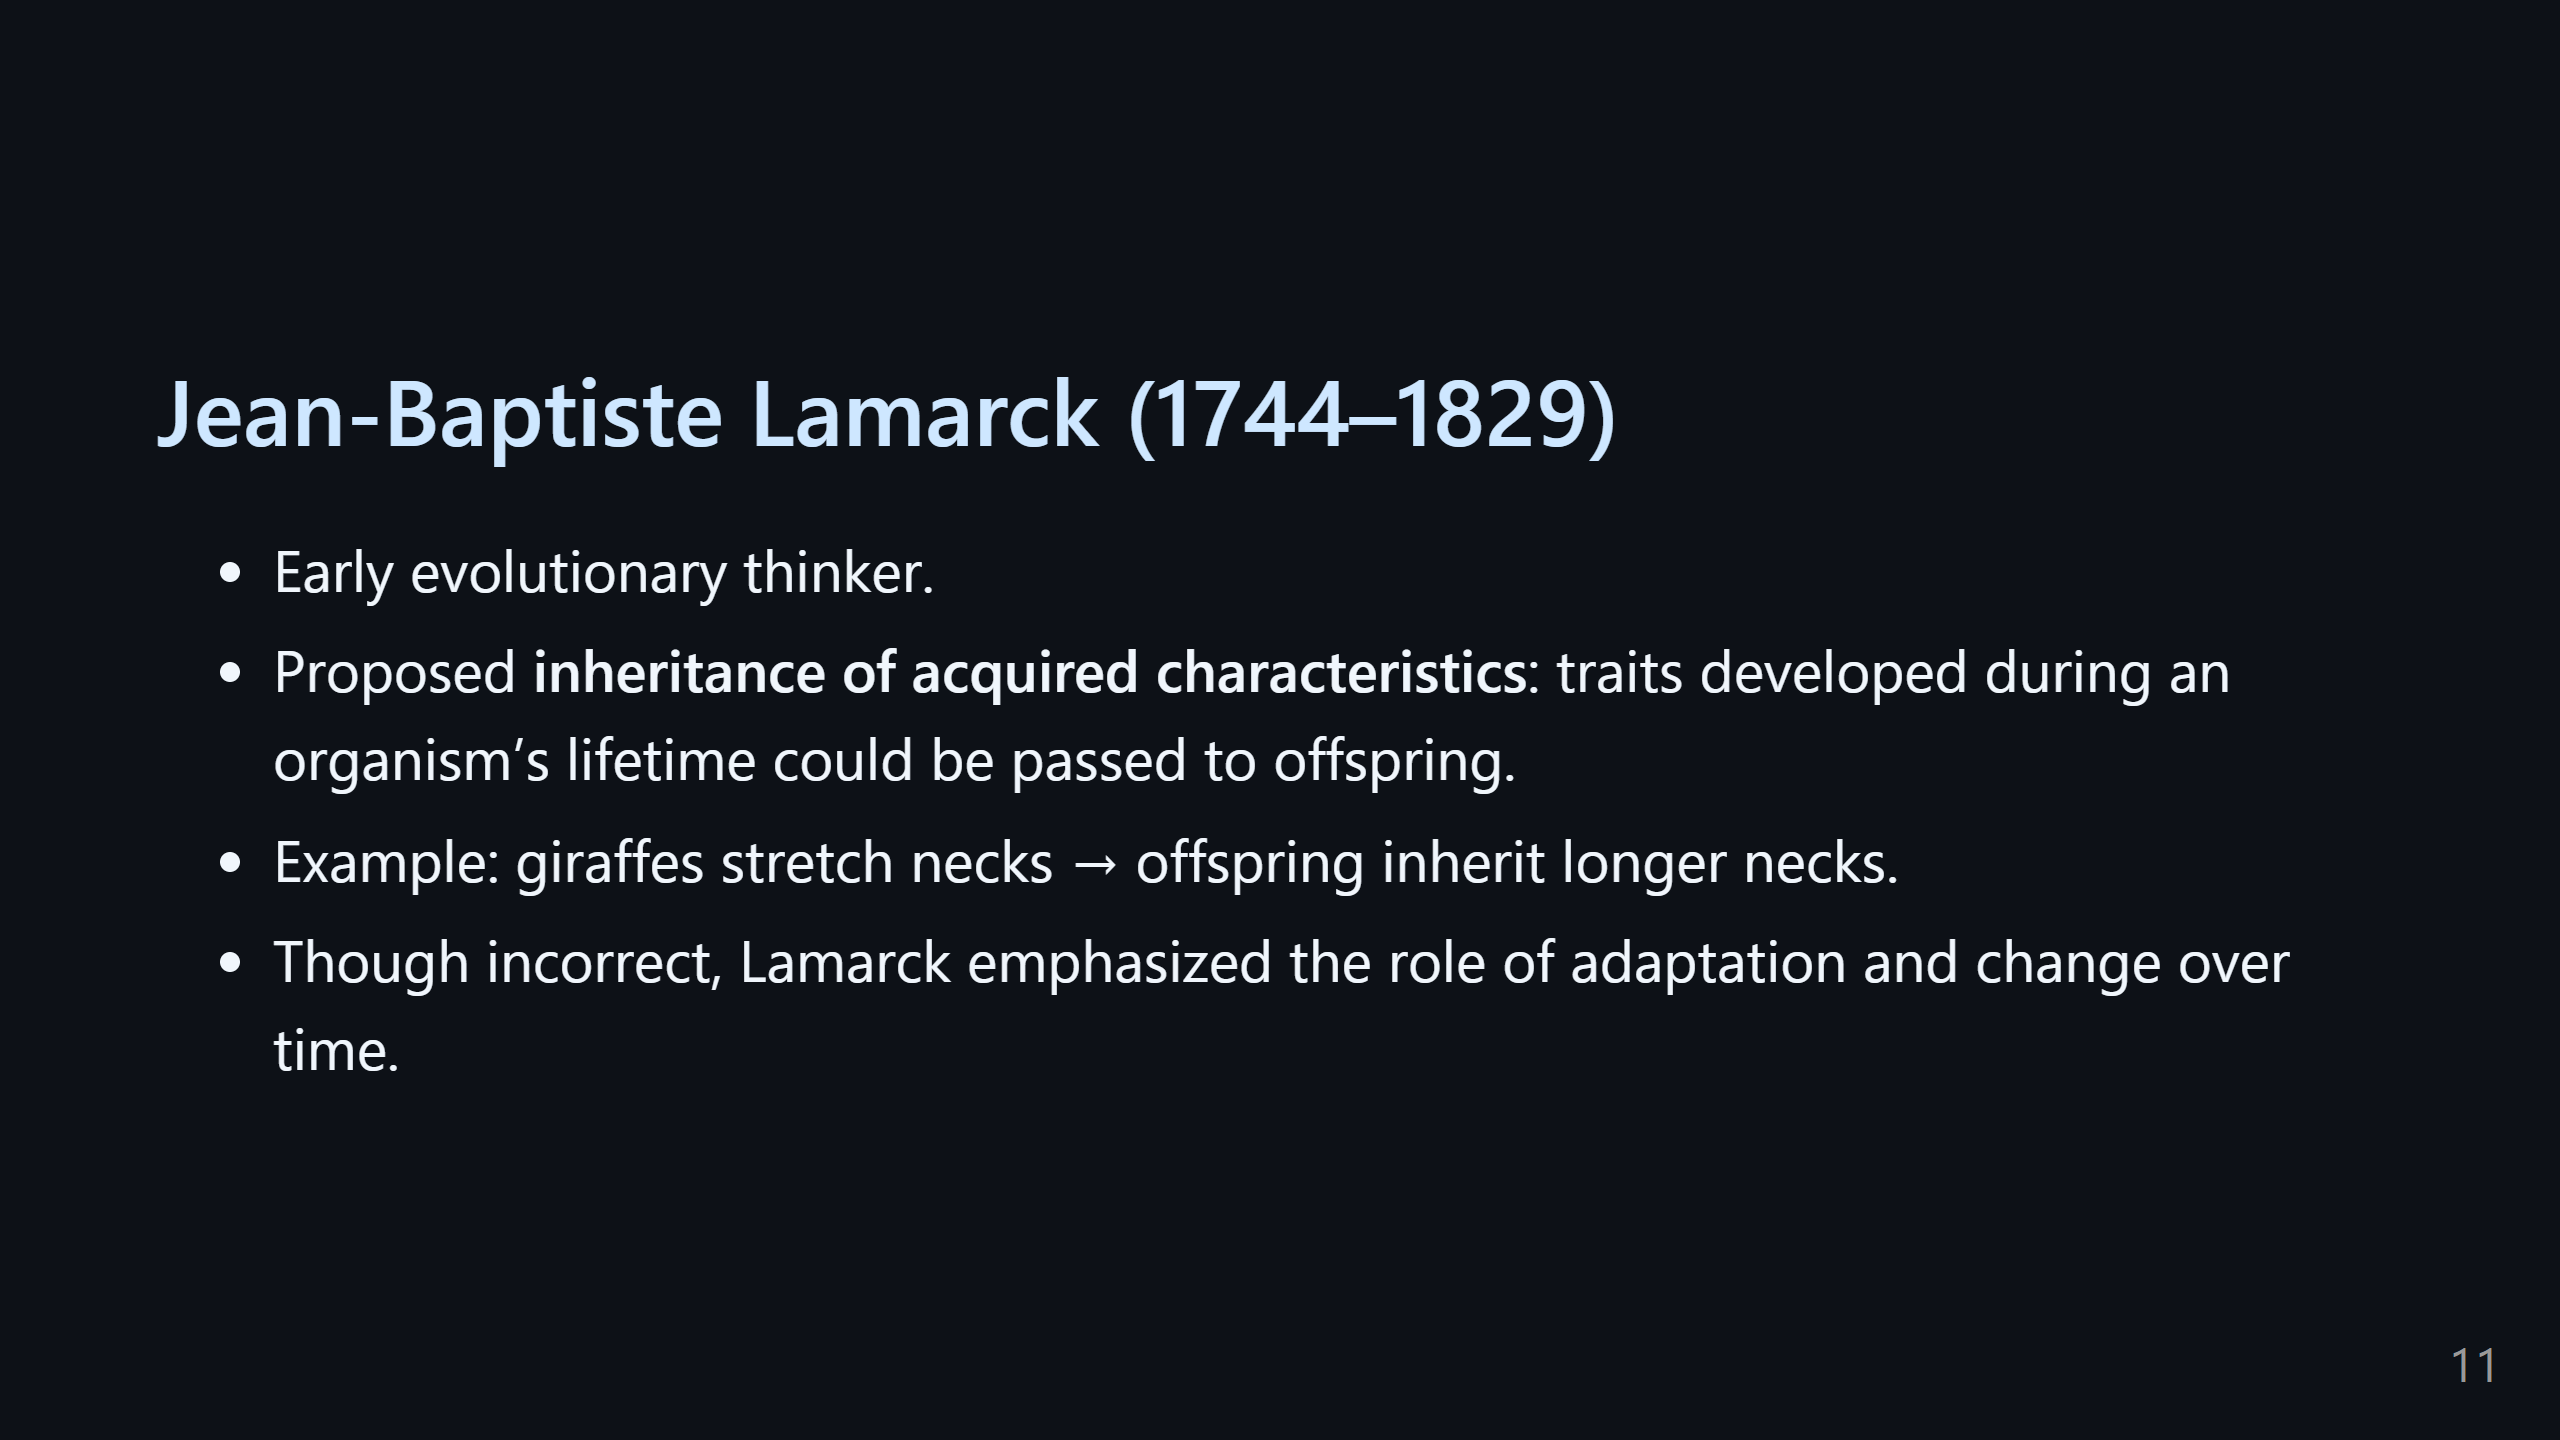 Jean-Baptiste Lamarck (1744–1829)
• Early evolutionary thinker.
• Proposed inheritance of acquired characteristics: traits developed during an
organism’s lifetime could be passed to offspring.
• Example: giraffes stretch necks → offspring inherit longer necks.
• Though incorrect, Lamarck emphasized the role of adaptation and change over
time.
11